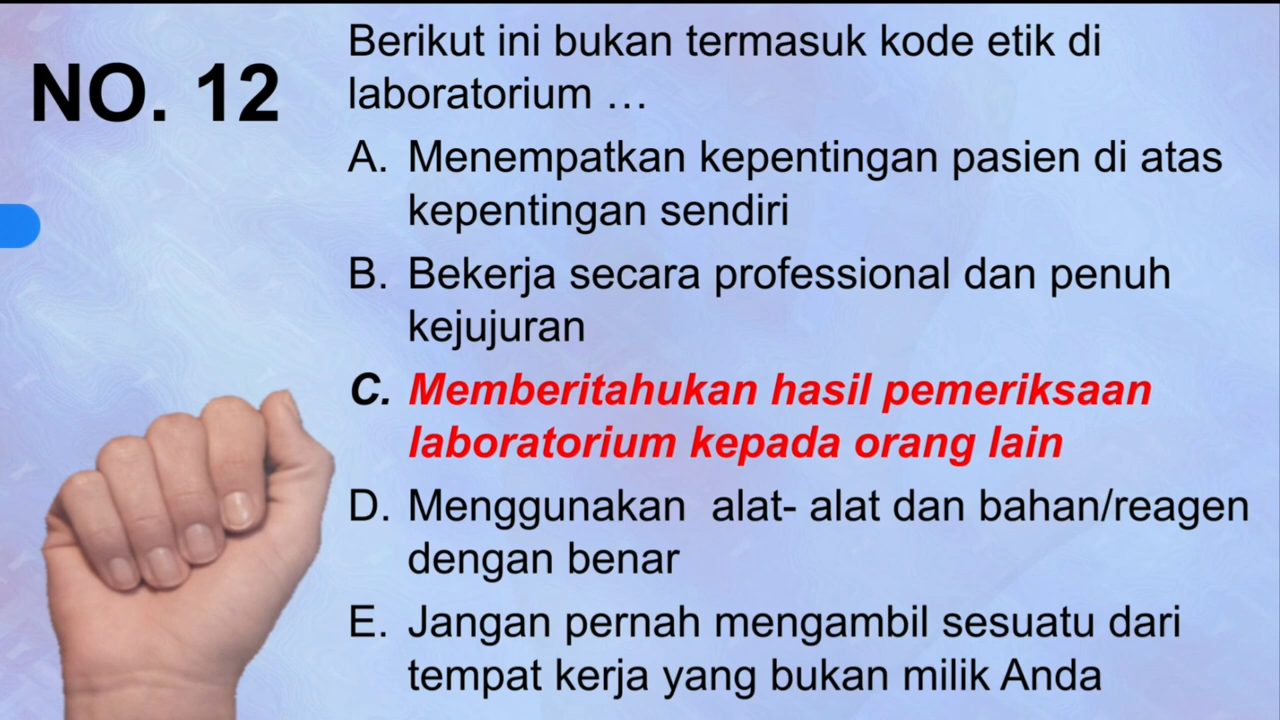 NO. 12
Berikut ini bukan termasuk kode etik di
laboratorium …
A. Menempatkan kepentingan pasien di atas
kepentingan sendiri
B. Bekerja secara professional dan penuh
kejujuran
C. Memberitahukan hasil pemeriksaan
laboratorium kepada orang lain
D. Menggunakan  alat- alat dan bahan/reagen
dengan benar
E. Jangan pernah mengambil sesuatu dari
tempat kerja yang bukan milik Anda